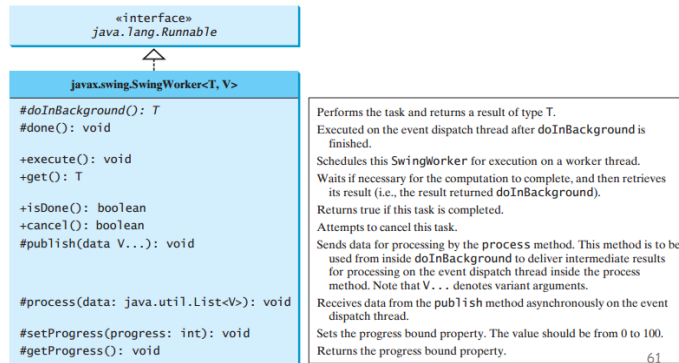 «interface»
java.lang.Runnable
javax.swing.SwingWorker<T, V>
#doInBackground(): T
#done(): void
+execute(): void
+get(): T
+isDone(): boolean
+cancel(): boolean
#publish(data V...): void
#process(data: java.util.List<V>): void
#setProgress(progress: int): void
#getProgress(): void
Performs the task and returns a result of type T.
Executed on the event dispatch thread after doInBackground is
finished.
Schedules this SwingWorker for execution on a worker thread.
Waits if necessary for the computation to complete, and then retrieves
its result (i.e., the result returned doInBackground).
Returns true if this task is completed.
Attempts to cancel this task.
Sends data for processing by the process method. This method is to be
used from inside doInBackground to deliver intermediate results
for processing on the event dispatch thread inside the process
method. Note that V... denotes variant arguments.
Receives data from the publish method asynchronously on the event
dispatch thread.
Sets the progress bound property. The value should be from 0 to 100.
Returns the progress bound property.
61